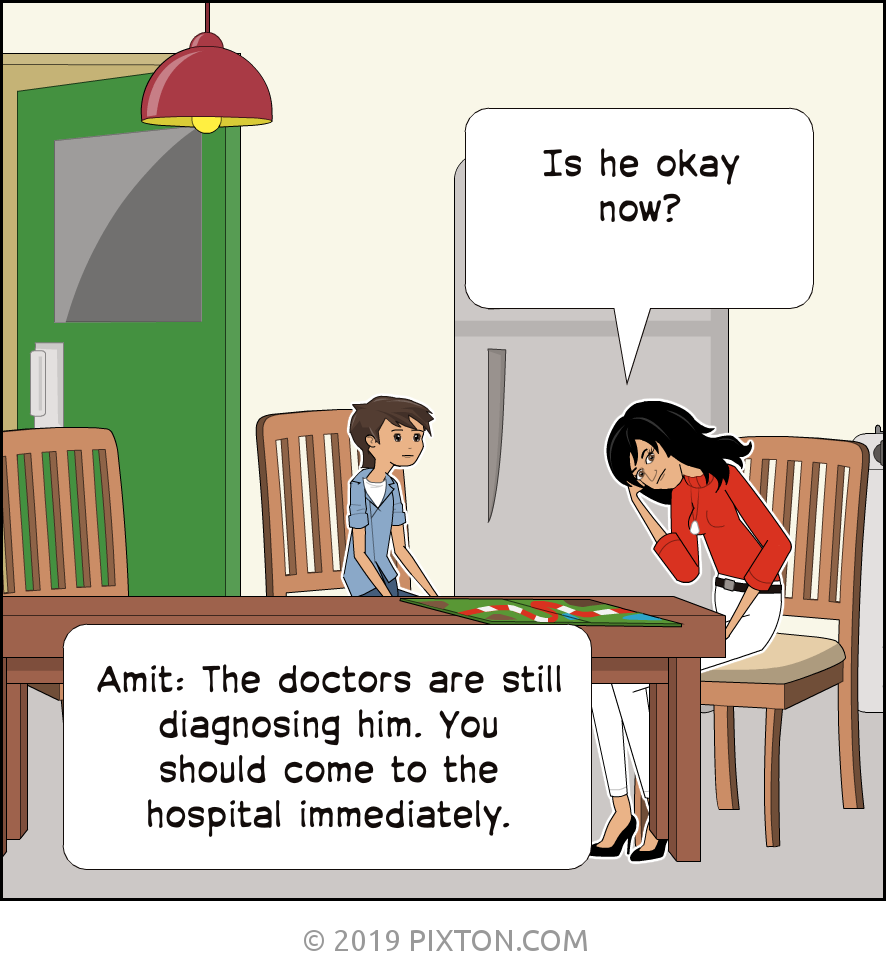 Is he okay
now?
Amit: The doctors are still
diagnosing him. You
should come to the
hospital immediately.
© 2019 PIXTON.COM